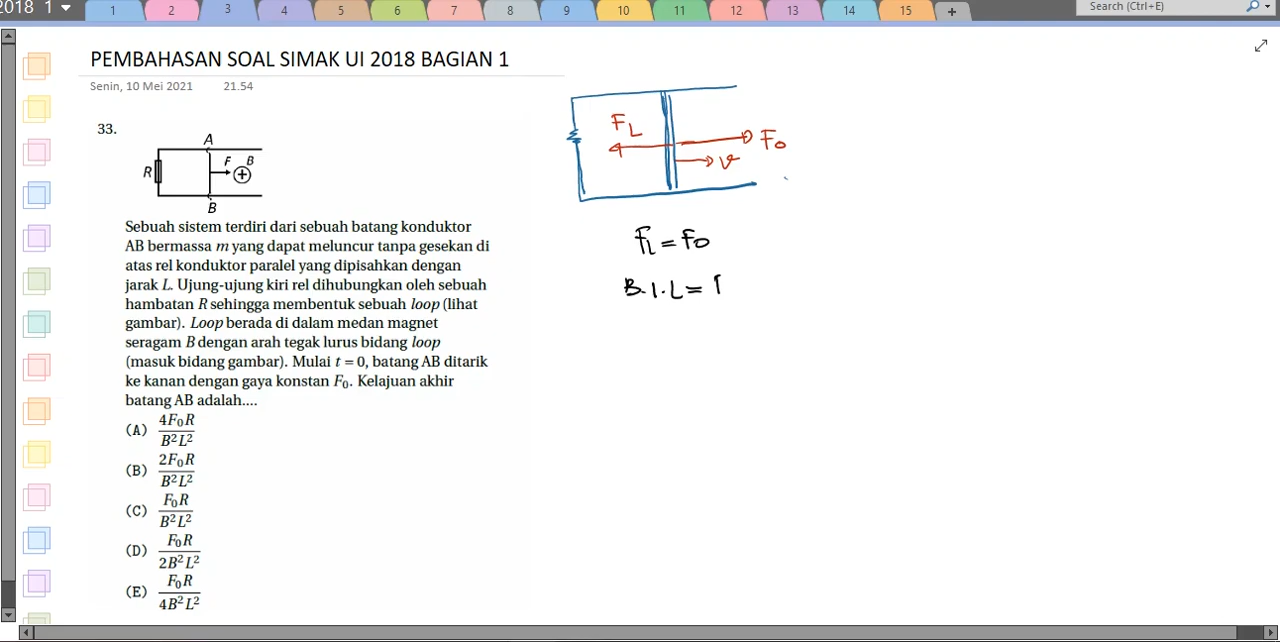 2018 1
1 2 3 4 5 6 7 8 9 10 11 12 13 14 15 +
Search (Ctrl+E)
PEMBAHASAN SOAL SIMAK UI 2018 BAGIAN 1
Senin, 10 Mei 2021 21.54
33.
A
R
F B
B
Sebuah sistem terdiri dari sebuah batang konduktor
AB bermassa m yang dapat meluncur tanpa gesekan di
atas rel konduktor paralel yang dipisahkan dengan
jarak L. Ujung-ujung kiri rel dihubungkan oleh sebuah
hambatan R sehingga membentuk sebuah loop (lihat
gambar). Loop berada di dalam medan magnet
seragam B dengan arah tegak lurus bidang loop
(masuk bidang gambar). Mulai t = 0, batang AB ditarik
ke kanan dengan gaya konstan F₀. Kelajuan akhir
batang AB adalah....
(A) 4F₀R / B²L²
(B) 2F₀R / B²L²
(C) F₀R / B²L²
(D) F₀R / 2B²L²
(E) F₀R / 4B²L²
FL
Fo
v
FL = Fo
B.I.L =